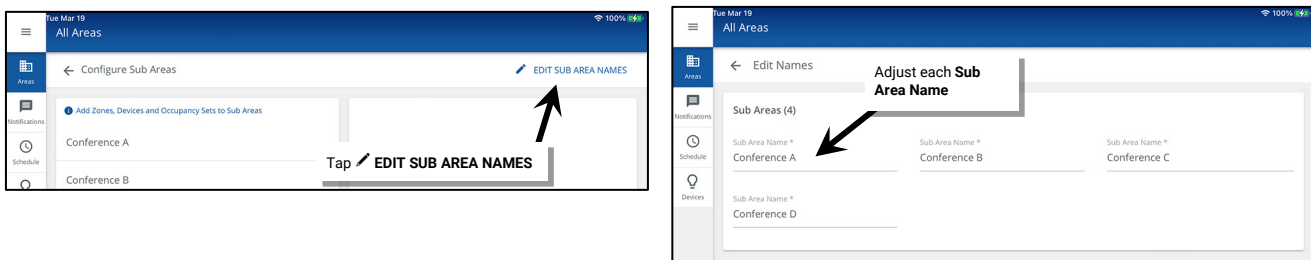 Tue Mar 19
100%
All Areas
Areas
Configure Sub Areas
EDIT SUB AREA NAMES
Notifications
Add Zones, Devices and Occupancy Sets to Sub Areas
Conference A
Schedule
Tap EDIT SUB AREA NAMES
Conference B
Tue Mar 19
100%
All Areas
Areas
Edit Names
Adjust each Sub
Area Name
Notifications
Sub Areas (4)
Schedule
Sub Area Name *
Conference A
Sub Area Name *
Conference B
Sub Area Name *
Conference C
Devices
Sub Area Name *
Conference D